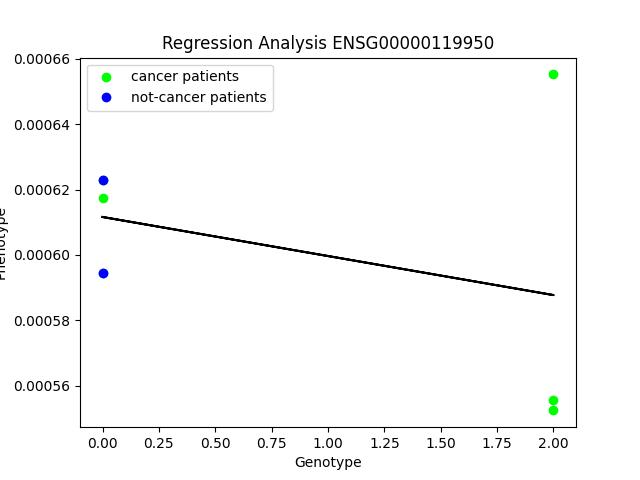 Regression Analysis ENSG00000119950
cancer patients
not-cancer patients
0.00066
0.00064
0.00062
0.00060
0.00058
0.00056
Phenotype
0.00 0.25 0.50 0.75 1.00 1.25 1.50 1.75 2.00
Genotype